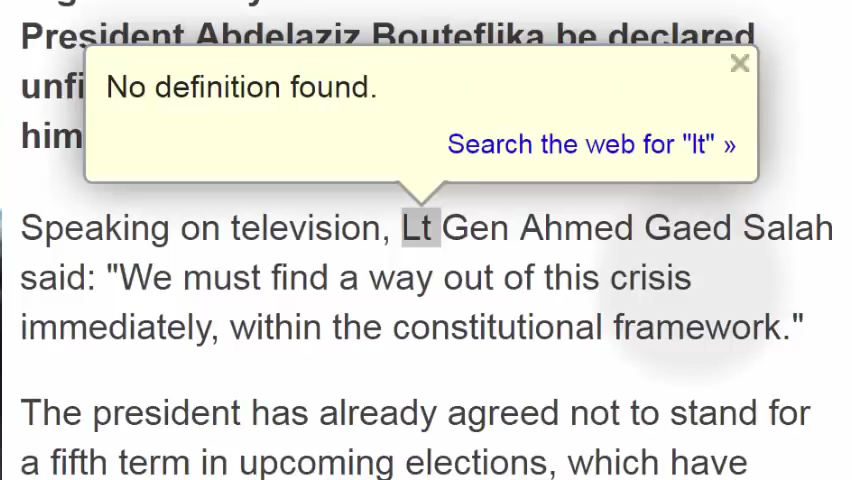 President Abdelaziz Bouteflika be declared
unfi
No definition found.
him
Search the web for "lt" »
Speaking on television, Lt Gen Ahmed Gaed Salah
said: "We must find a way out of this crisis
immediately, within the constitutional framework."
The president has already agreed not to stand for
a fifth term in upcoming elections, which have